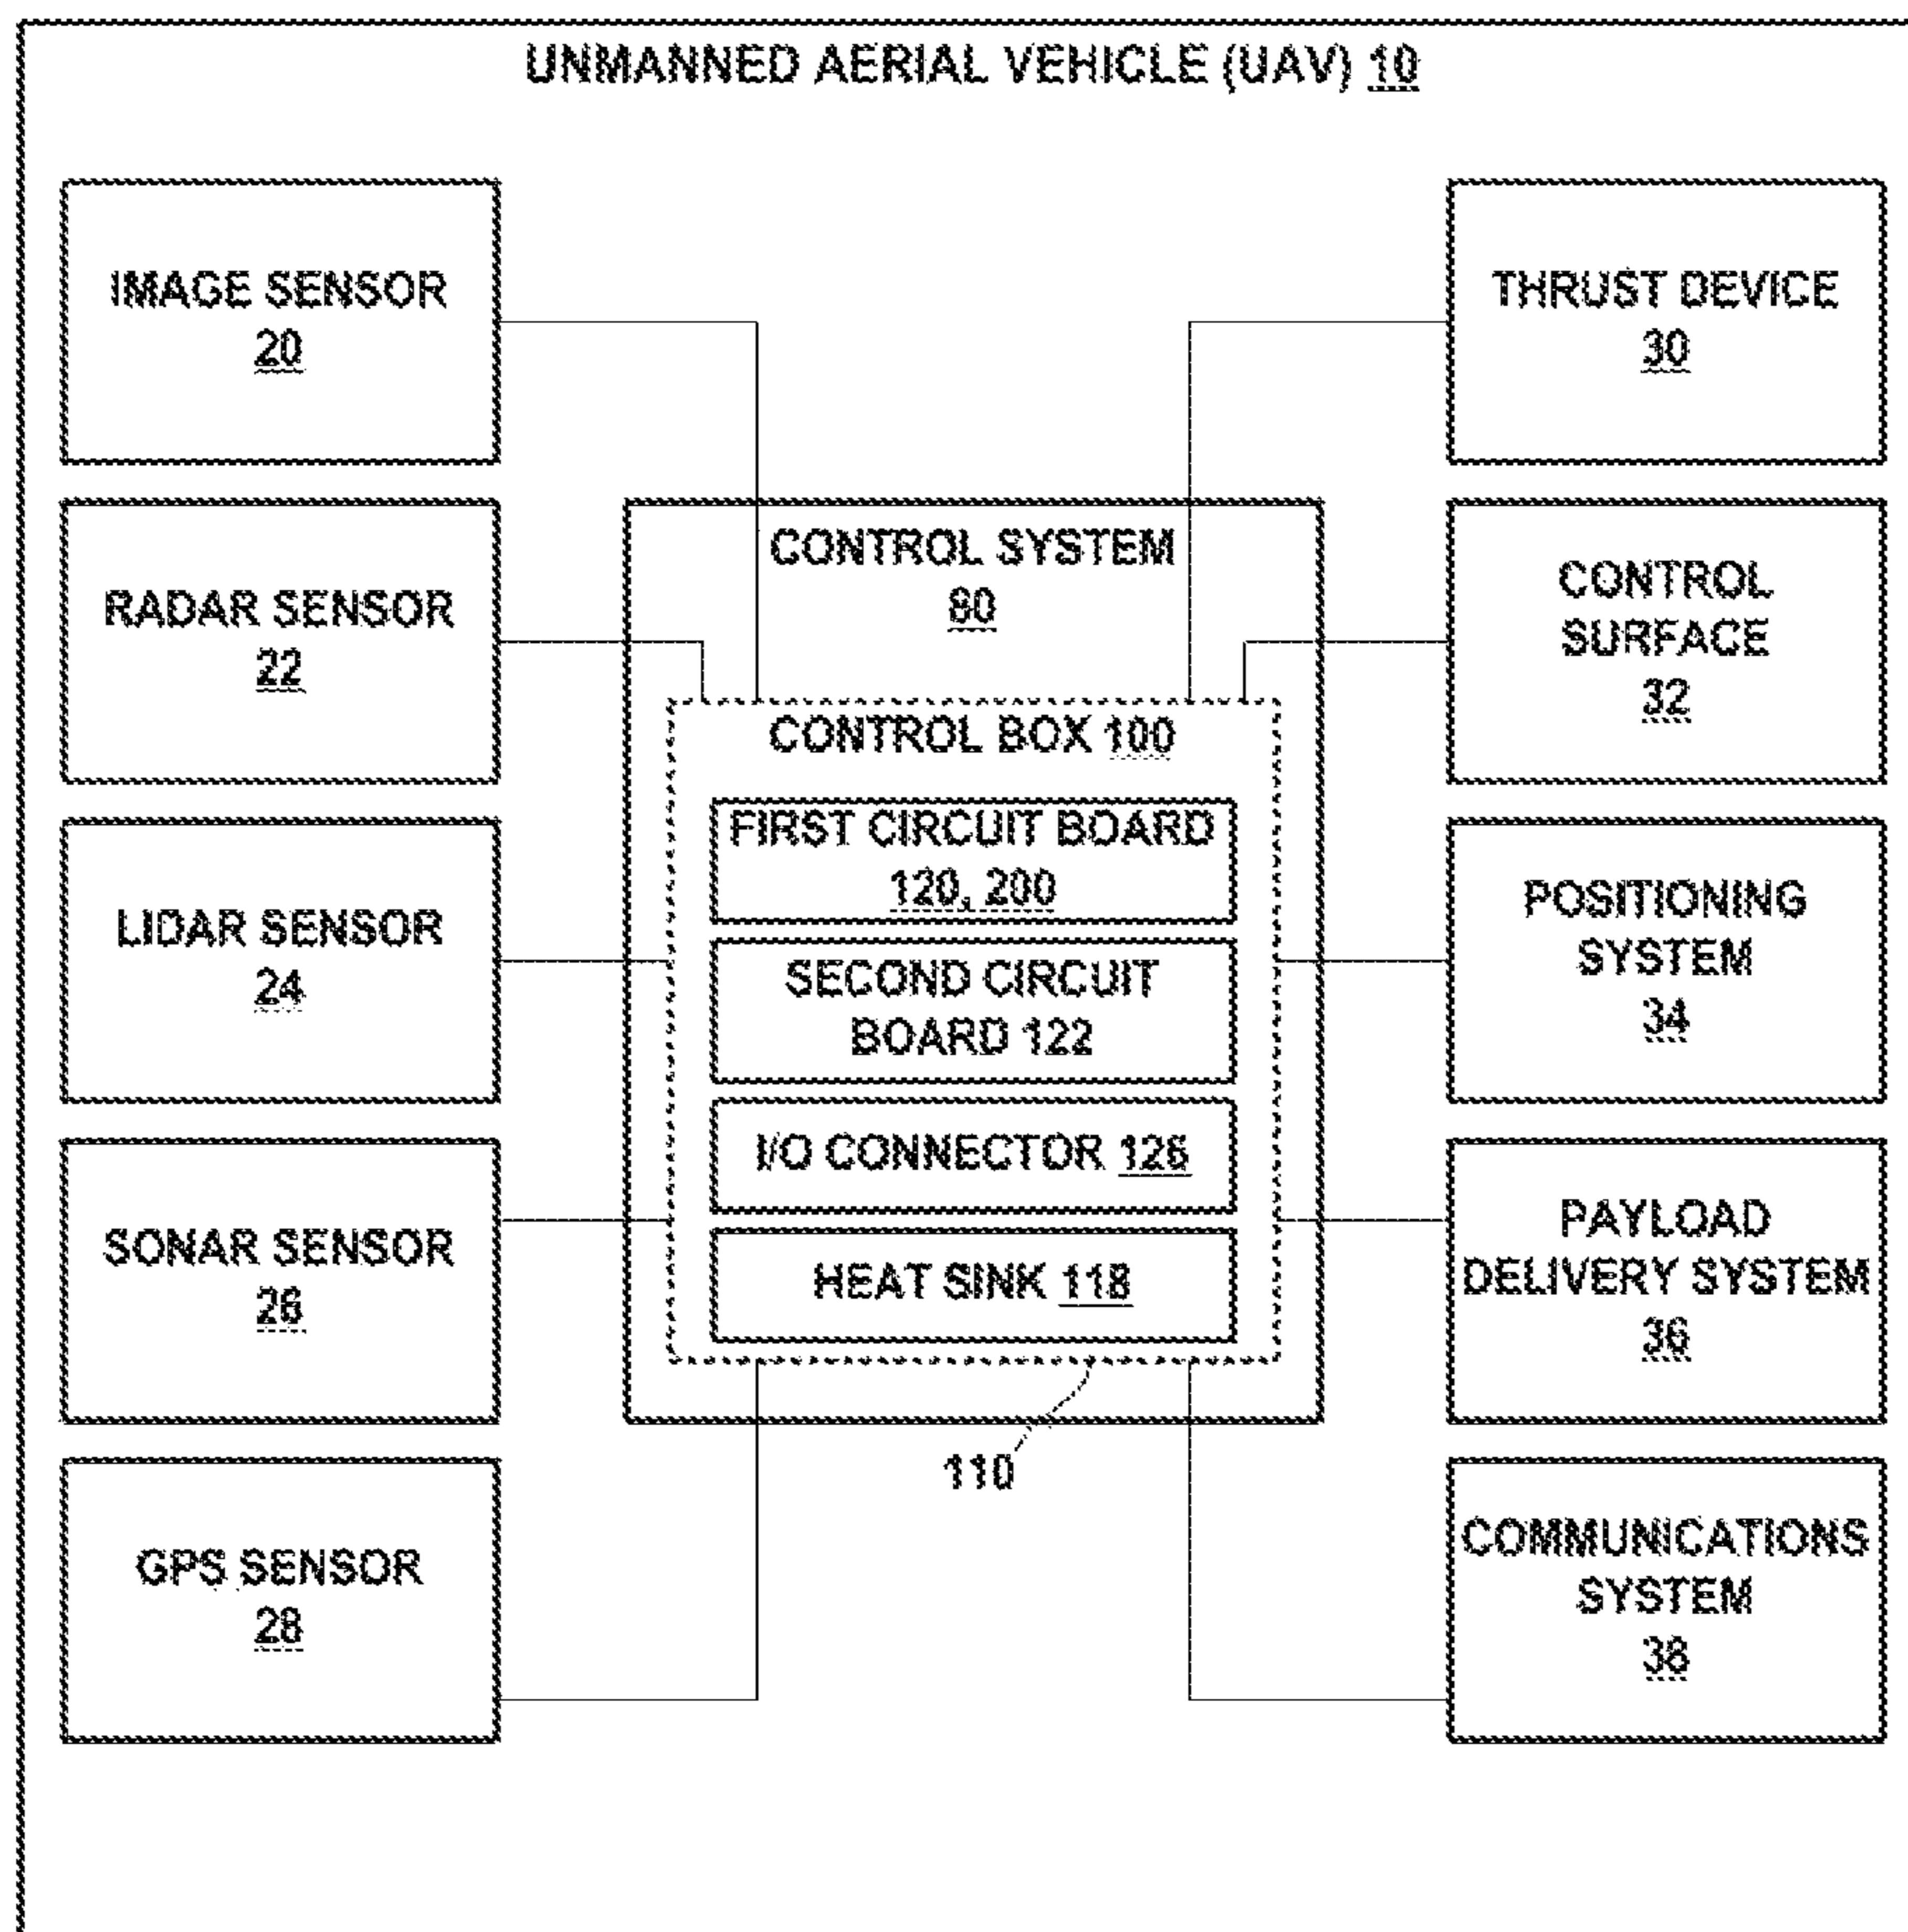 UNMANNED AERIAL VEHICLE (UAV) 10
IMAGE SENSOR
20
RADAR SENSOR
22
LIDAR SENSOR
24
SONAR SENSOR
26
GPS SENSOR
28
CONTROL SYSTEM
80
CONTROL BOX 100
FIRST CIRCUIT BOARD
120, 200
SECOND CIRCUIT
BOARD 122
I/O CONNECTOR 126
HEAT SINK 118
110
THRUST DEVICE
30
CONTROL
SURFACE
32
POSITIONING
SYSTEM
34
PAYLOAD
DELIVERY SYSTEM
36
COMMUNICATIONS
SYSTEM
38